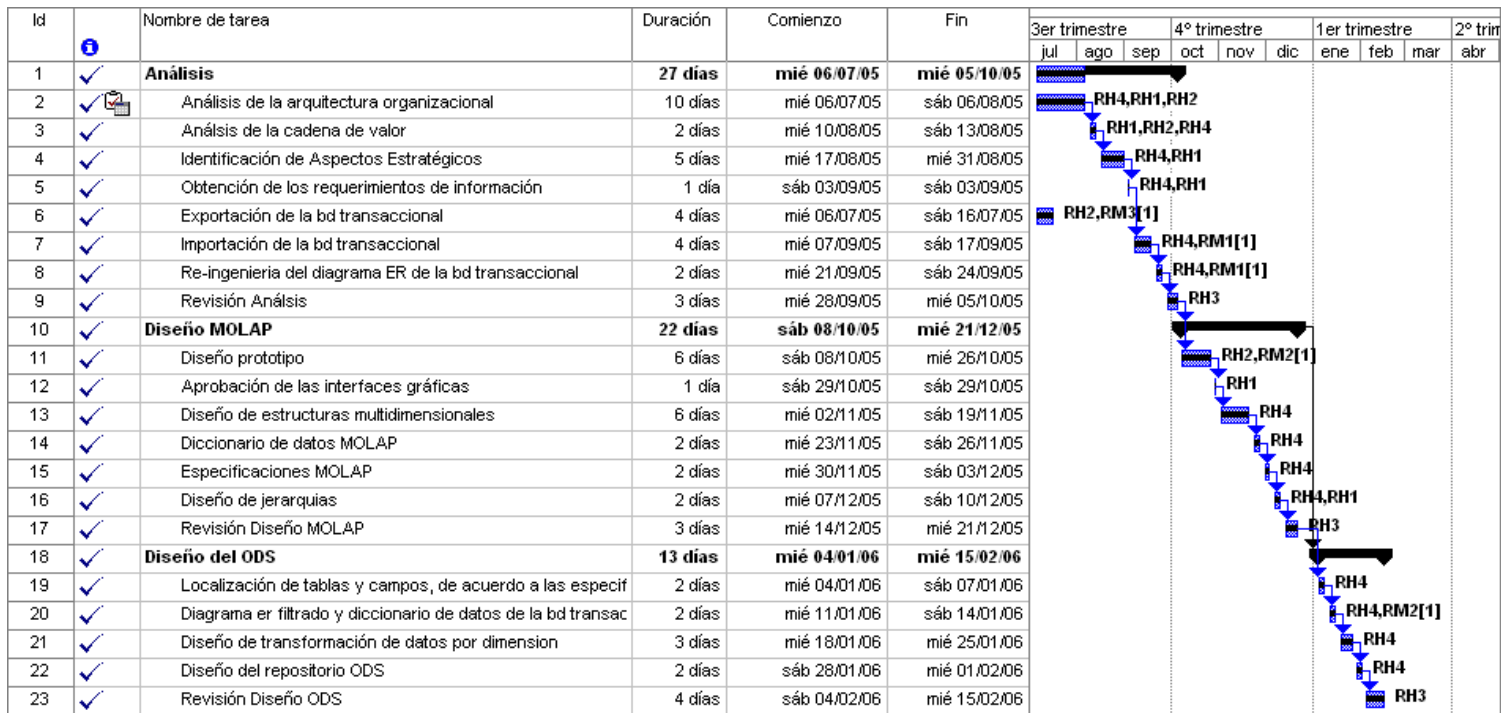 Id Nombre de tarea Duración Comienzo Fin
3er trimestre 4º trimestre 1er trimestre 2º trim
jul ago sep oct nov dic ene feb mar abr
1 Análisis 27 días mié 06/07/05 mié 05/10/05
2 Análisis de la arquitectura organizacional 10 días mié 06/07/05 sáb 06/08/05 RH4,RH1,RH2
3 Análsis de la cadena de valor 2 días mié 10/08/05 sáb 13/08/05 RH1,RH2,RH4
4 Identificación de Aspectos Estratégicos 5 días mié 17/08/05 mié 31/08/05 RH4,RH1
5 Obtención de los requerimientos de información 1 día sáb 03/09/05 sáb 03/09/05 RH4,RH1
6 Exportación de la bd transaccional 4 días mié 06/07/05 sáb 16/07/05 RH2,RM3[1]
7 Importación de la bd transaccional 4 días mié 07/09/05 sáb 17/09/05 RH4,RM1[1]
8 Re-ingenieria del diagrama ER de la bd transaccional 2 días mié 21/09/05 sáb 24/09/05 RH4,RM1[1]
9 Revisión Análsis 3 días mié 28/09/05 mié 05/10/05 RH3
10 Diseño MOLAP 22 días sáb 08/10/05 mié 21/12/05
11 Diseño prototipo 6 días sáb 08/10/05 mié 26/10/05 RH2,RM2[1]
12 Aprobación de las interfaces gráficas 1 día sáb 29/10/05 sáb 29/10/05 RH1
13 Diseño de estructuras multidimensionales 6 días mié 02/11/05 sáb 19/11/05 RH4
14 Diccionario de datos MOLAP 2 días mié 23/11/05 sáb 26/11/05 RH4
15 Especificaciones MOLAP 2 días mié 30/11/05 sáb 03/12/05 RH4
16 Diseño de jerarquias 2 días mié 07/12/05 sáb 10/12/05 RH4,RH1
17 Revisión Diseño MOLAP 3 días mié 14/12/05 mié 21/12/05 RH3
18 Diseño del ODS 13 días mié 04/01/06 mié 15/02/06
19 Localización de tablas y campos, de acuerdo a las especif 2 días mié 04/01/06 sáb 07/01/06 RH4
20 Diagrama er filtrado y diccionario de datos de la bd transac 2 días mié 11/01/06 sáb 14/01/06 RH4,RM2[1]
21 Diseño de transformación de datos por dimension 3 días mié 18/01/06 mié 25/01/06 RH4
22 Diseño del repositorio ODS 2 días sáb 28/01/06 mié 01/02/06 RH4
23 Revisión Diseño ODS 4 días sáb 04/02/06 mié 15/02/06 RH3